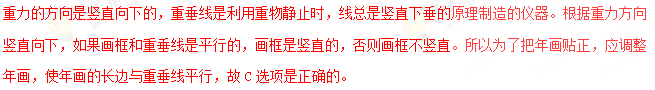 重力的方向是竖直向下的，重垂线是利用重物静止时，线总是竖直下垂的原理制造的仪器。根据重力方向
竖直向下，如果画框和重垂线是平行的，画框是竖直的，否则画框不竖直。所以为了把年画贴正，应调整
年画，使年画的长边与重垂线平行，故 C 选项是正确的。